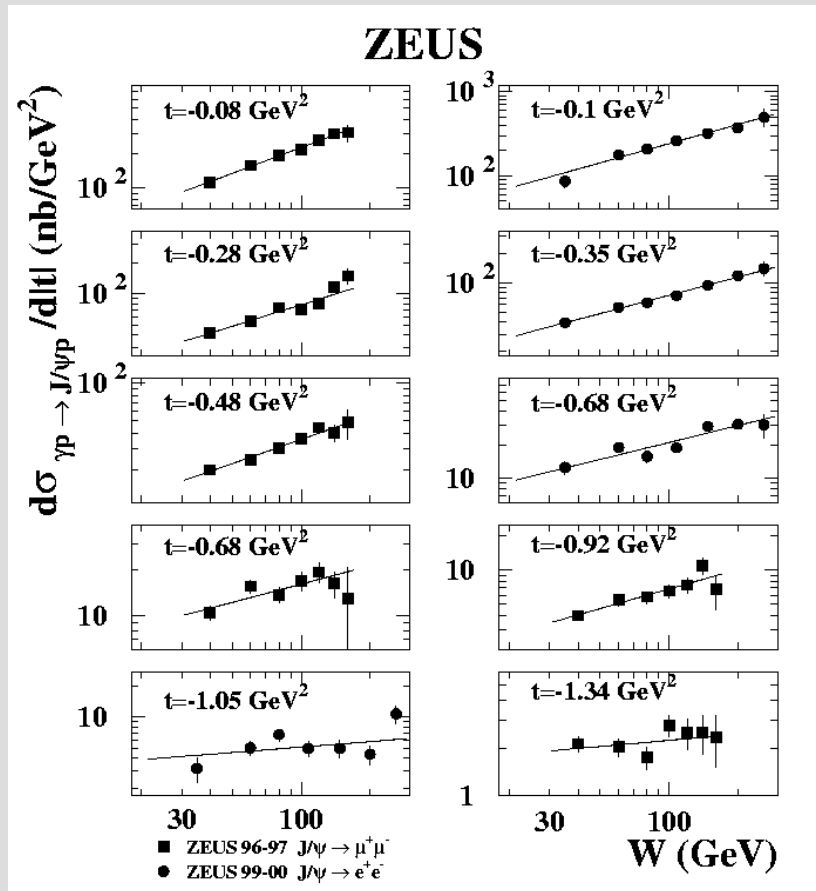 ZEUS
dσ γp → J/ψp /d|t| (nb/GeV²)
t=-0.08 GeV²
10²
t=-0.1 GeV²
10³
10²
t=-0.28 GeV²
10²
t=-0.35 GeV²
10²
t=-0.48 GeV²
10²
t=-0.68 GeV²
10
t=-0.68 GeV²
10
t=-0.92 GeV²
10
t=-1.05 GeV²
10
t=-1.34 GeV²
1
30 100
30 100
W (GeV)
ZEUS 96-97 J/ψ → μ⁺μ⁻
ZEUS 99-00 J/ψ → e⁺e⁻